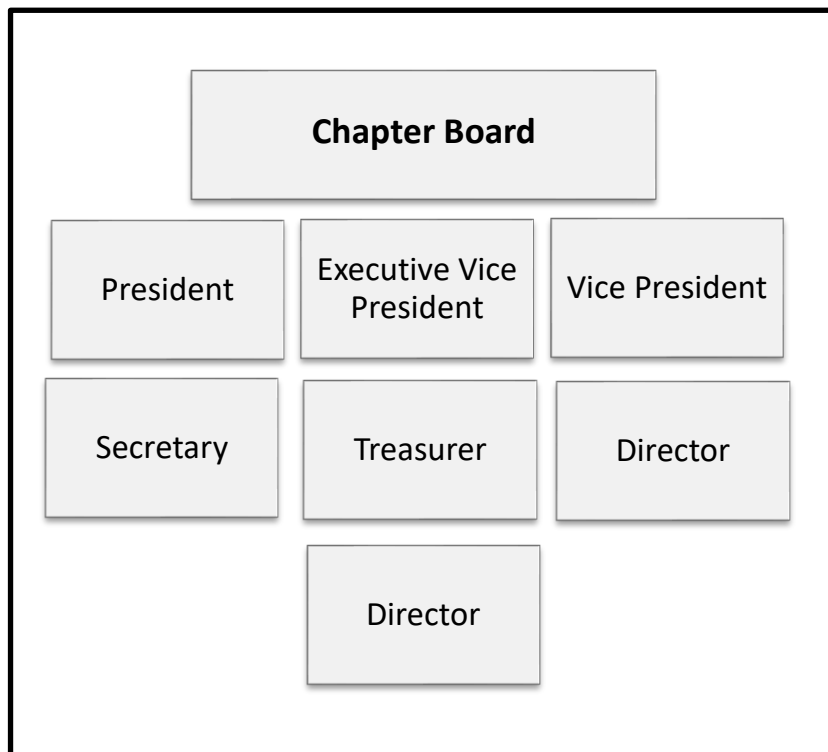 Chapter Board
President
Executive Vice
President
Vice President
Secretary
Treasurer
Director
Director